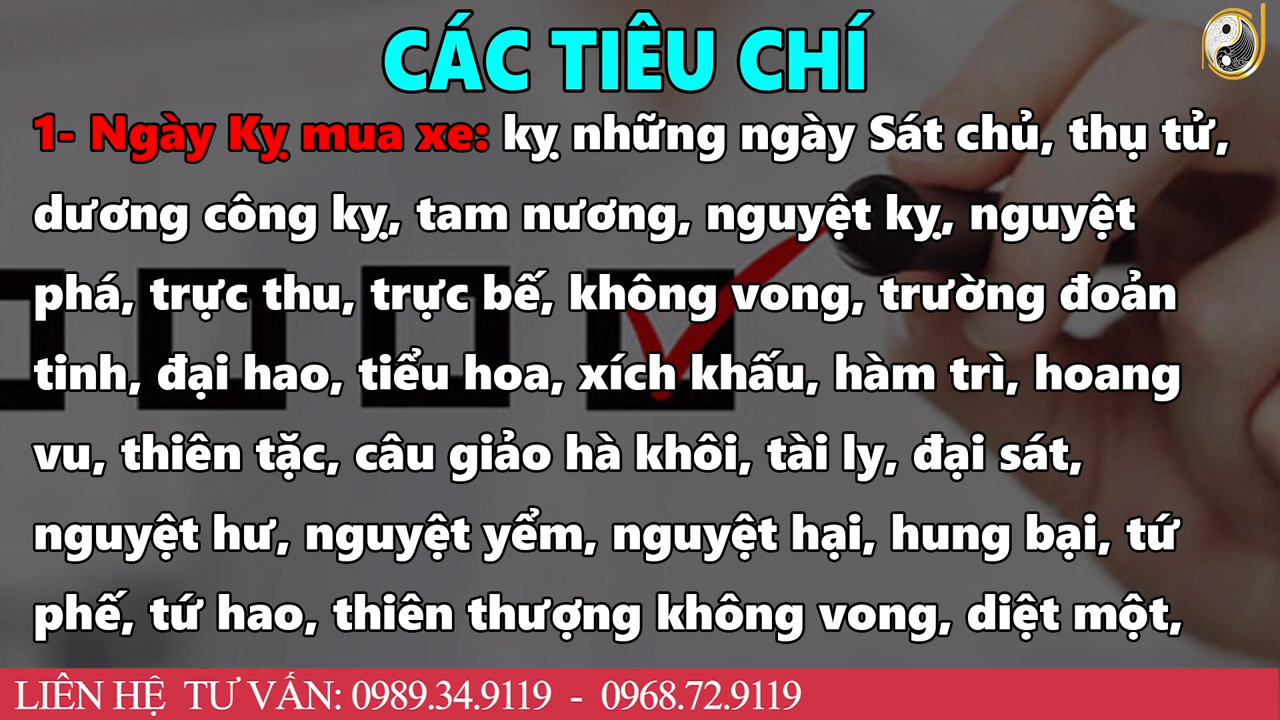 CÁC TIÊU CHÍ
1- Ngày Kỵ mua xe: kỵ những ngày Sát chủ, thụ tử,
dương công kỵ, tam nương, nguyệt kỵ, nguyệt
phá, trực thu, trực bế, không vong, trường đoản
tinh, đại hao, tiểu hoa, xích khấu, hàm trì, hoang
vu, thiên tặc, câu giảo hà khôi, tài ly, đại sát,
nguyệt hư, nguyệt yểm, nguyệt hại, hung bại, tứ
phế, tứ hao, thiên thượng không vong, diệt một,
LIÊN HỆ TƯ VẤN: 0989.34.9119 - 0968.72.9119